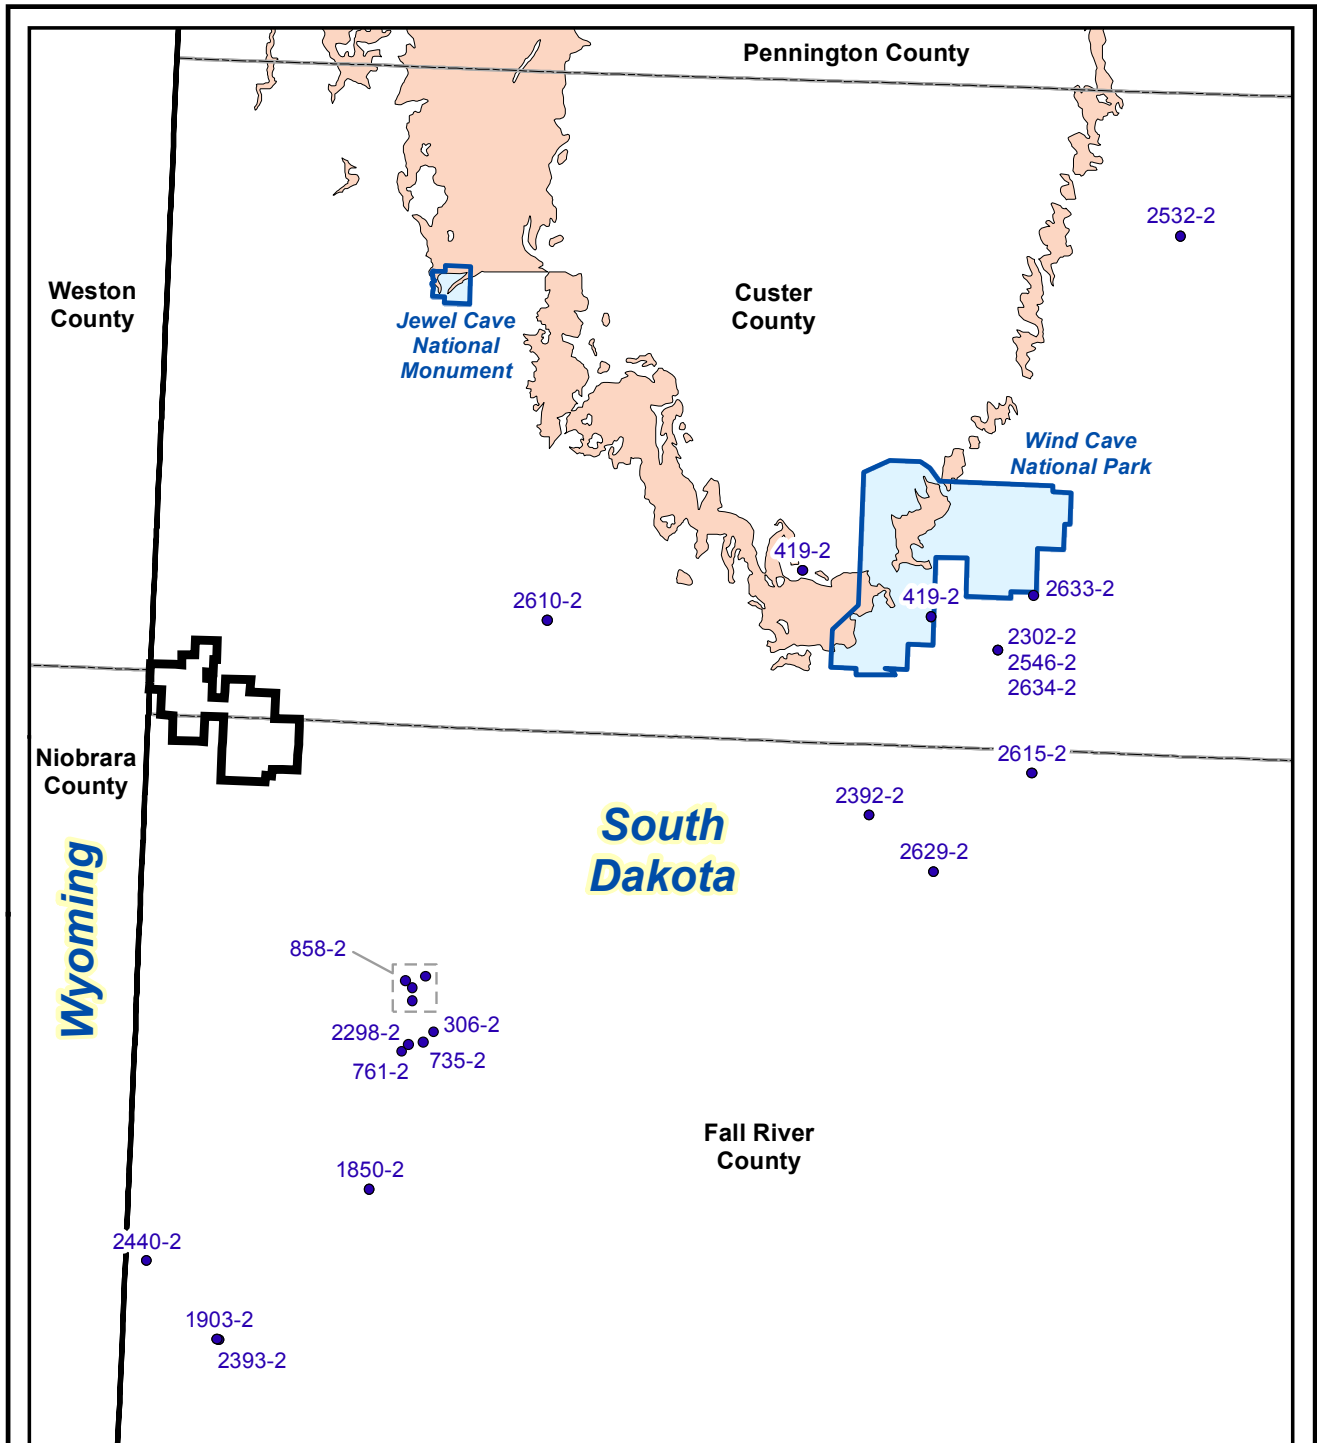 Pennington County
2532-2
Weston
County
Custer
County
Jewel Cave
National
Monument
Wind Cave
National Park
419-2
2633-2
419-2
2610-2
2302-2
2546-2
2634-2
Niobrara
County
2615-2
2392-2
South
Dakota
2629-2
Wyoming
858-2
306-2
2298-2
735-2
761-2
Fall River
County
1850-2
2440-2
1903-2
2393-2